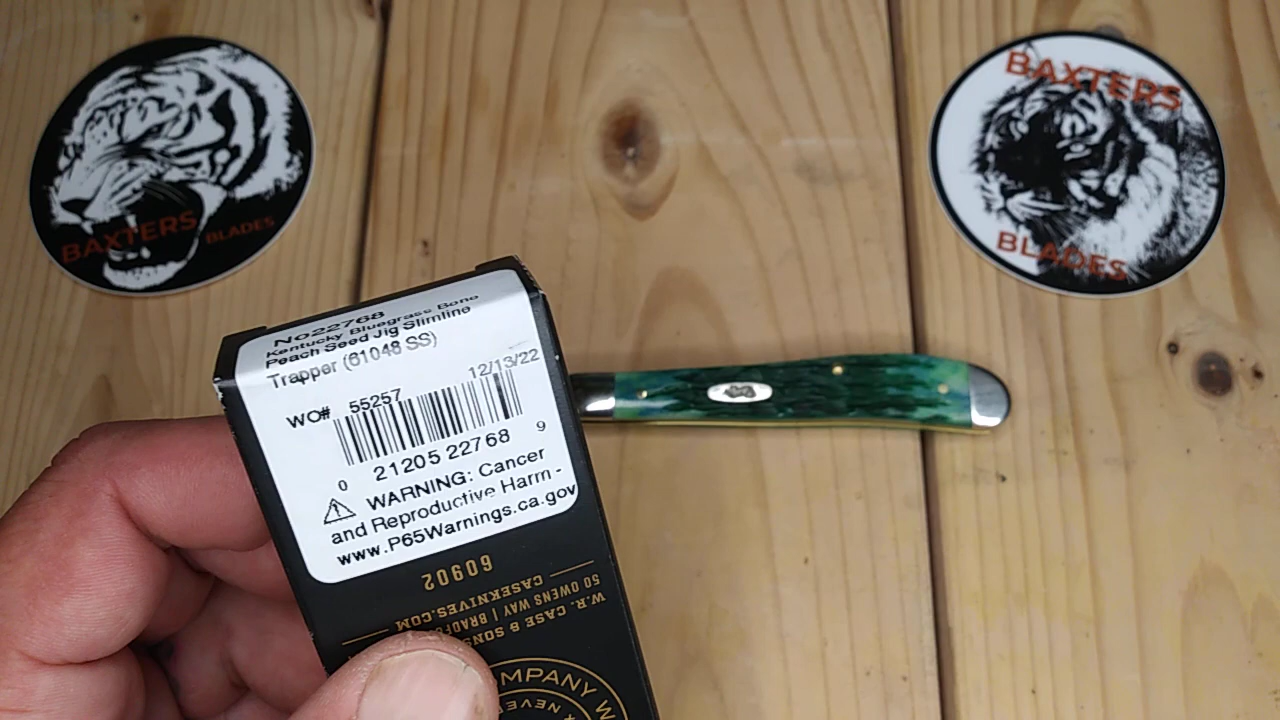 BAXTERS BLADES
BAXTERS
BLADES
No22768
Kentucky Bluegrass Bone
Peach Seed Jig Slimline
Trapper (61048 SS)
12/13/22
WO# 55257
0 21205 22768 9
WARNING: Cancer
and Reproductive Harm -
www.P65Warnings.ca.gov
60902
CASEKNIVES.COM
50 OWENS WAY |
W.R. CASE & SONS